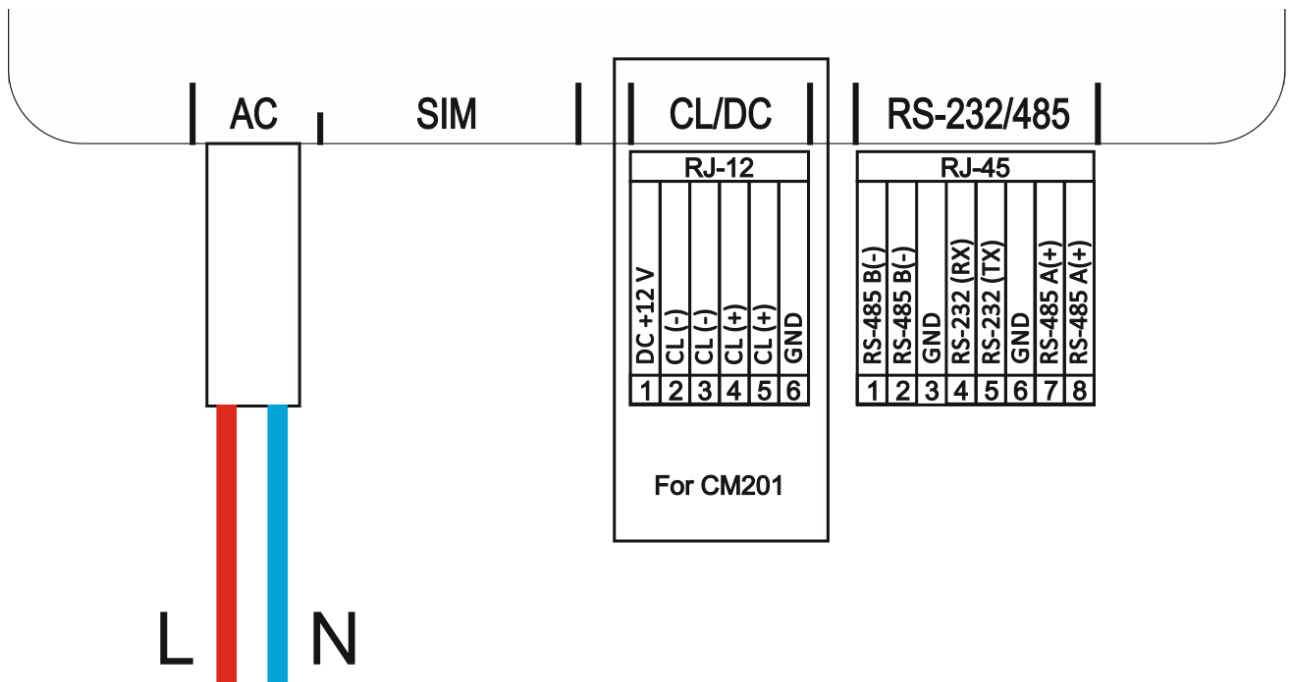 AC
SIM
CL/DC
RS-232/485
RJ-12
DC +12 V
CL (-)
CL (-)
CL (+)
CL (+)
GND
1 2 3 4 5 6
For CM201
RJ-45
RS-485 B(-)
RS-485 B(-)
GND
RS-232 (RX)
RS-232 (TX)
GND
RS-485 A(+)
RS-485 A(+)
1 2 3 4 5 6 7 8
L
N